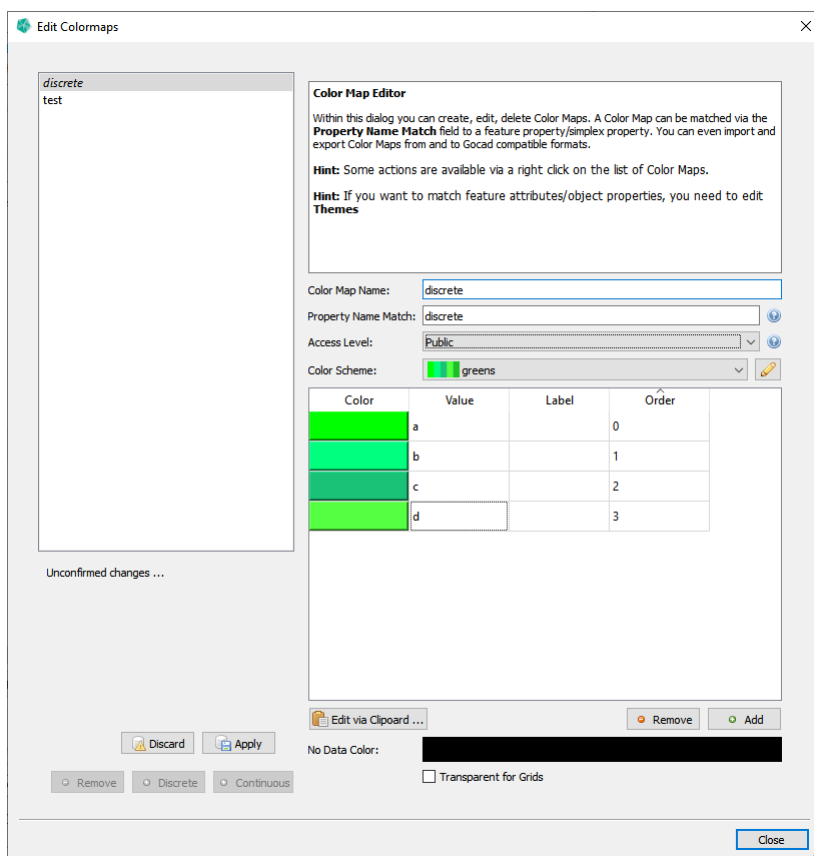 Edit Colormaps
discrete
test
Color Map Editor
Within this dialog you can create, edit, delete Color Maps. A Color Map can be matched via the
Property Name Match field to a feature property/simplex property. You can even import and
export Color Maps from and to Gocad compatible formats.
Hint: Some actions are available via a right click on the list of Color Maps.
Hint: If you want to match feature attributes/object properties, you need to edit
Themes
Color Map Name: discrete
Property Name Match: discrete
Access Level: Public
Color Scheme: greens
Color Value Label Order
a 0
b 1
c 2
d 3
Unconfirmed changes ...
Edit via Clipoard ... Remove Add
Discard Apply
No Data Color:
Transparent for Grids
Remove Discrete Continuous
Close